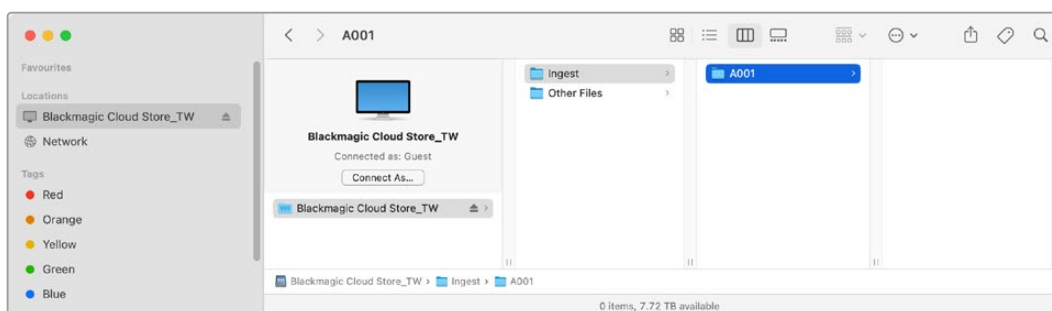 A001
Favourites
Locations
Blackmagic Cloud Store_TW
Network
Tags
Red
Orange
Yellow
Green
Blue
Blackmagic Cloud Store_TW
Connected as: Guest
Connect As...
Blackmagic Cloud Store_TW
Ingest
Other Files
A001
Blackmagic Cloud Store_TW › Ingest › A001
0 items, 7.72 TB available